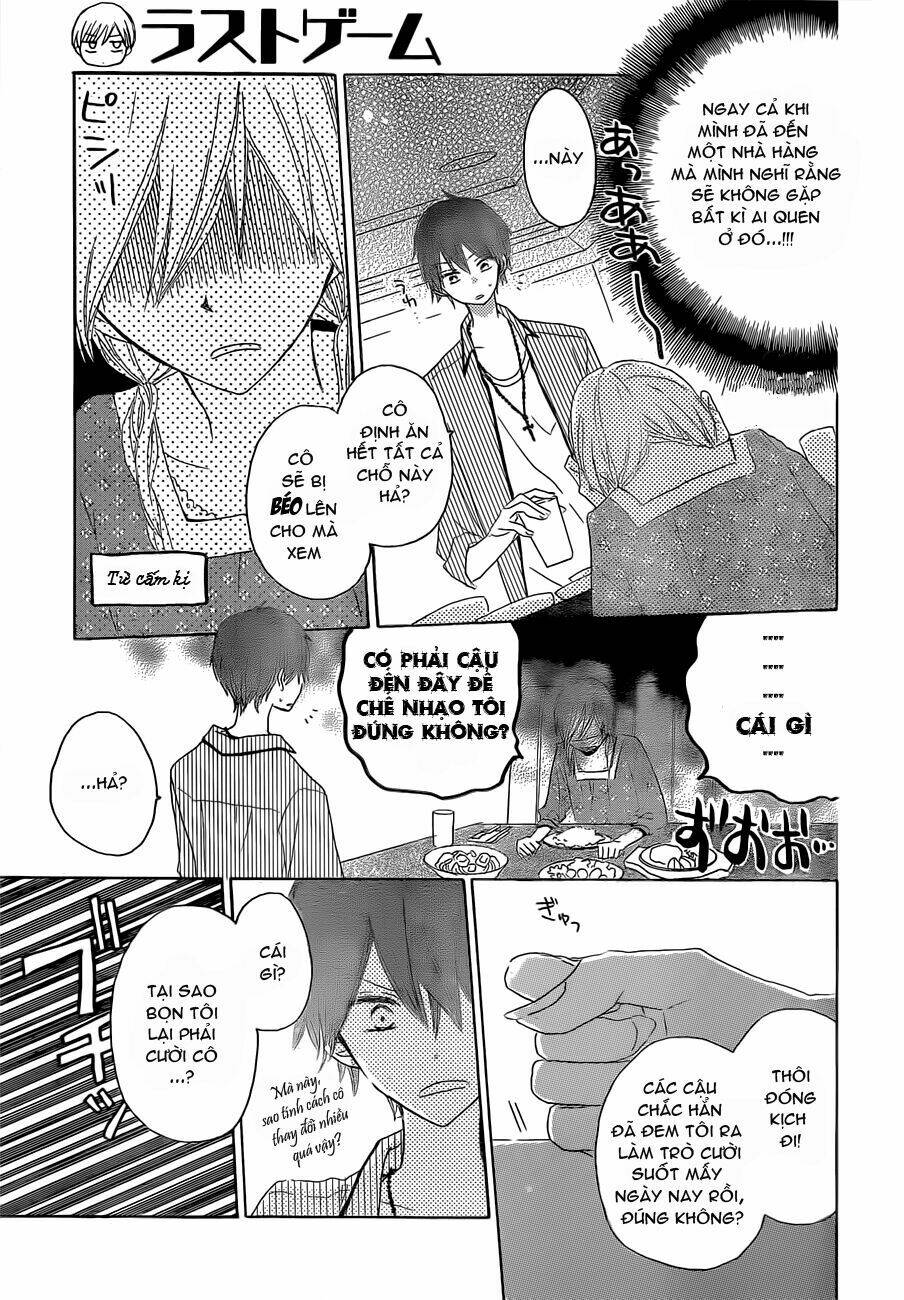 ラストゲーム
NGAY CẢ KHI
MÌNH ĐÃ ĐẾN
MỘT NHÀ HÀNG
MÀ MÌNH NGHĨ RẰNG
SẼ KHÔNG GẶP
BẤT KÌ AI QUEN
Ở ĐÓ...!!!
あっああ〜
...NÀY
CÔ
ĐỊNH ĂN
HẾT TẤT CẢ
CHỖ NÀY
HẢ?
CÔ
SẼ BỊ
BÉO LÊN
CHO MÀ
XEM
ピシッ
Từ cấm kị
....
....
....
CÁI GÌ
....
ずおおお…
CÓ PHẢI CẬU
ĐẾN ĐÂY ĐỂ
CHẾ NHẠO TÔI
ĐÚNG KHÔNG?
...HẢ?
ぎゅっ
THÔI
ĐÓNG
KỊCH
ĐI!
CÁC CẬU
CHẮC HẲN
ĐÃ ĐEM TÔI RA
LÀM TRÒ CƯỜI
SUỐT MẤY
NGÀY NAY RỒI,
ĐÚNG KHÔNG?
CÁI
GÌ?
TẠI SAO
BỌN TÔI
LẠI PHẢI
CƯỜI CÔ
...?
Mà này,
sao tính cách cô
thay đổi nhiều
quá vậy?
ブチッ